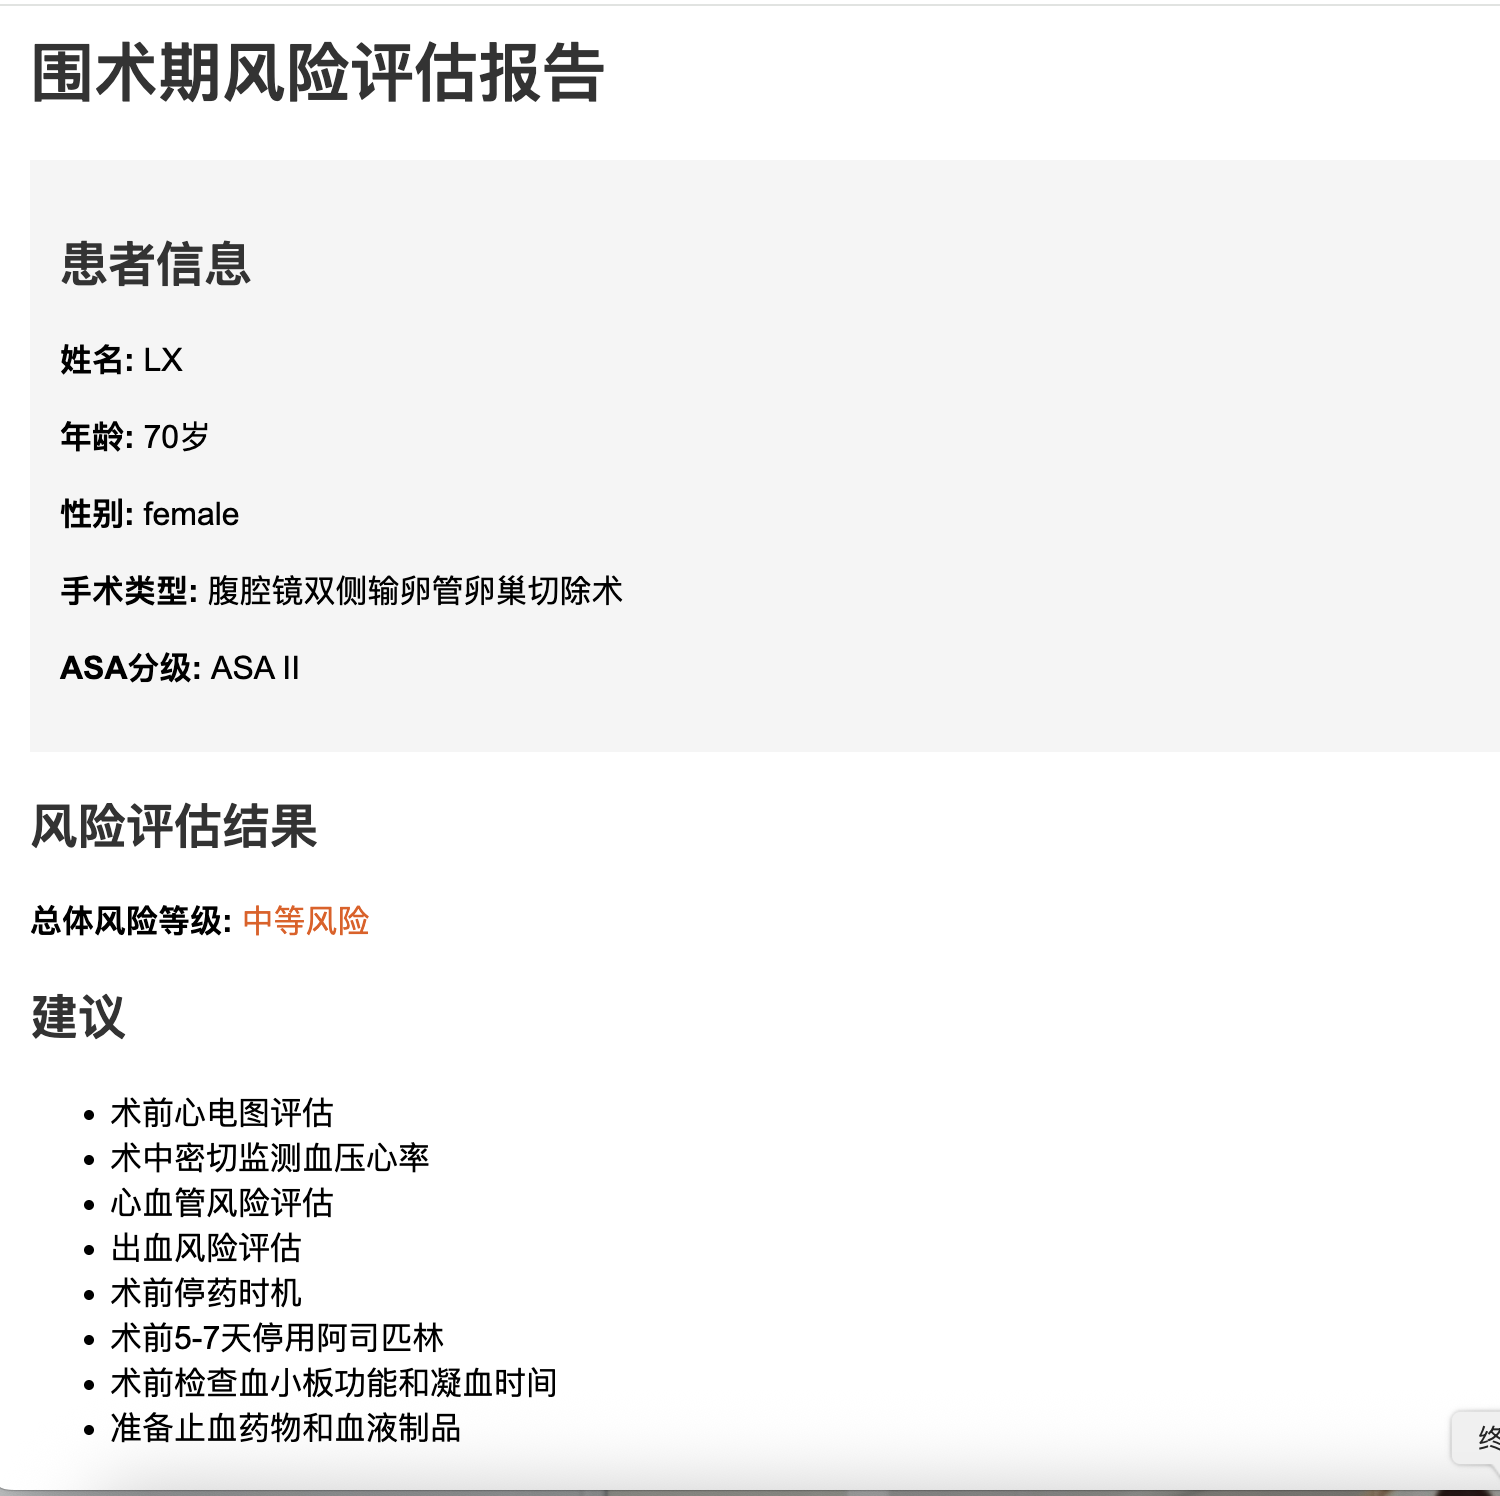 围术期风险评估报告
患者信息
姓名: LX
年龄: 70岁
性别: female
手术类型: 腹腔镜双侧输卵管卵巢切除术
ASA分级: ASA II
风险评估结果
总体风险等级: 中等风险
建议
• 术前心电图评估
• 术中密切监测血压心率
• 心血管风险评估
• 出血风险评估
• 术前停药时机
• 术前5-7天停用阿司匹林
• 术前检查血小板功能和凝血时间
• 准备止血药物和血液制品
终